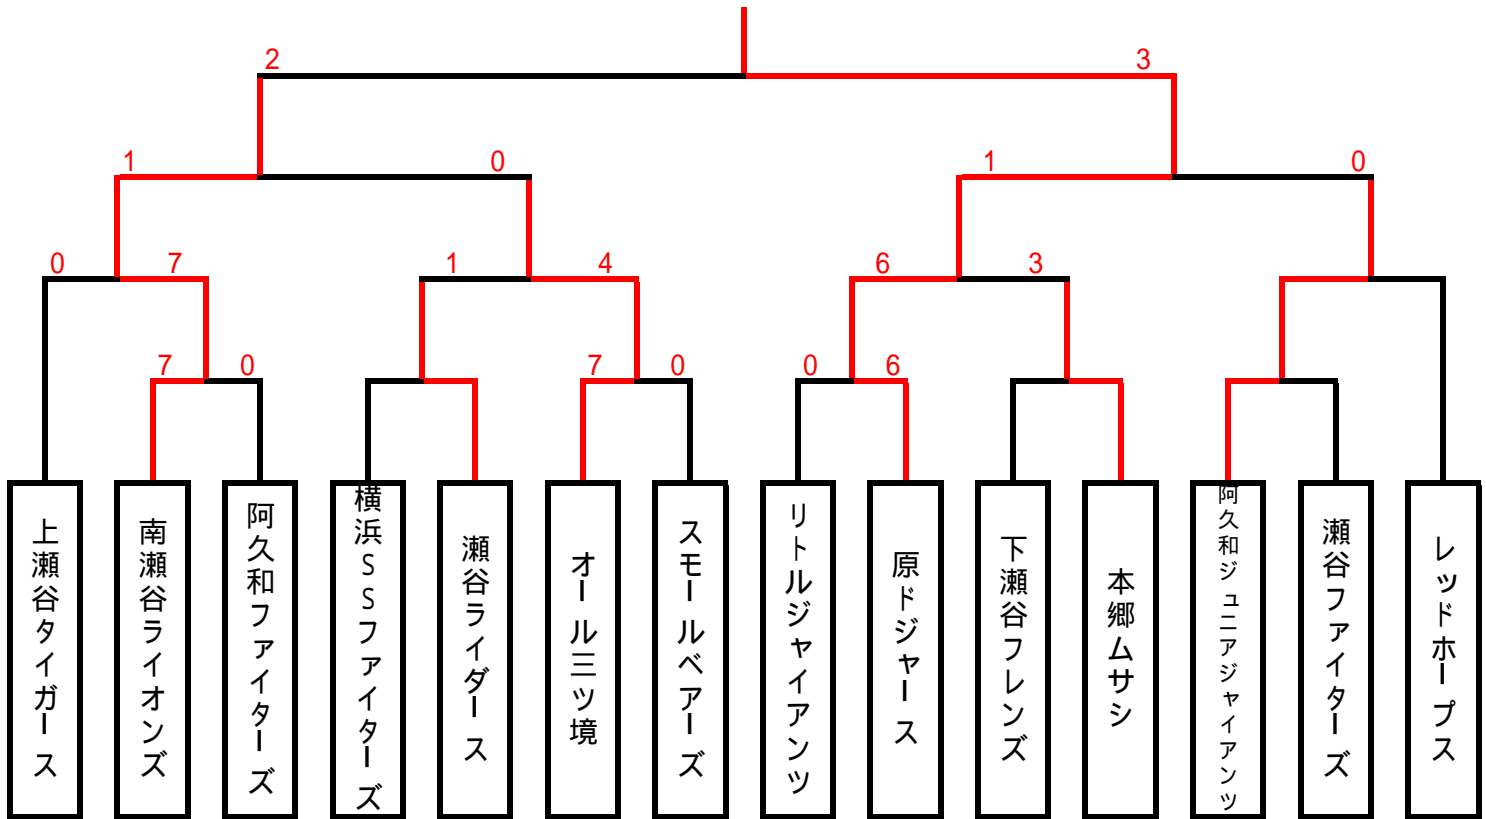 2 3
1 0 1 0
0 7 1 4 6 3
7 0 7 0 0 6
上瀬谷タイガース
南瀬谷ライオンズ
阿久和ファイターズ
横浜SSファイターズ
瀬谷ライダース
オール三ツ境
スモールベアーズ
リトルジャイアンツ
原ドジャース
下瀬谷フレンズ
本郷ムサシ
阿久和ジュニアジャイアンツ
瀬谷ファイターズ
レッドホープス